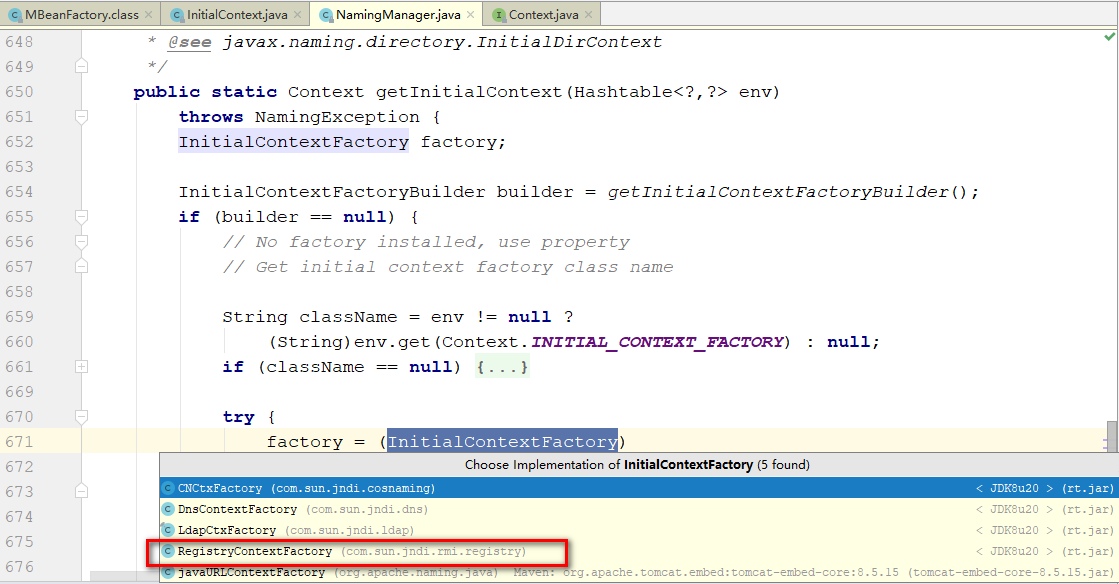 MBeanFactory.class InitialContext.java NamingManager.java Context.java
648 * @see javax.naming.directory.InitialDirContext
649 */
650 public static Context getInitialContext(Hashtable<?,?> env)
651 throws NamingException {
652 InitialContextFactory factory;
653
654 InitialContextFactoryBuilder builder = getInitialContextFactoryBuilder();
655 if (builder == null) {
656 // No factory installed, use property
657 // Get initial context factory class name
658
659 String className = env != null ?
660 (String)env.get(Context.INITIAL_CONTEXT_FACTORY) : null;
661 if (className == null) {...}
669
670 try {
671 factory = (InitialContextFactory)
672 Choose Implementation of InitialContextFactory (5 found)
673 CNCtxFactory (com.sun.jndi.cosnaming) < JDK8u20 > (rt.jar)
674 DnsContextFactory (com.sun.jndi.dns) < JDK8u20 > (rt.jar)
675 LdapCtxFactory (com.sun.jndi.ldap) < JDK8u20 > (rt.jar)
RegistryContextFactory (com.sun.jndi.rmi.registry) < JDK8u20 > (rt.jar)
676 javaURLContextFactory (org.apache.naming.java) Maven: org.apache.tomcat.embed:tomcat-embed-core:8.5.15 (tomcat-embed-core-8.5.15.jar)